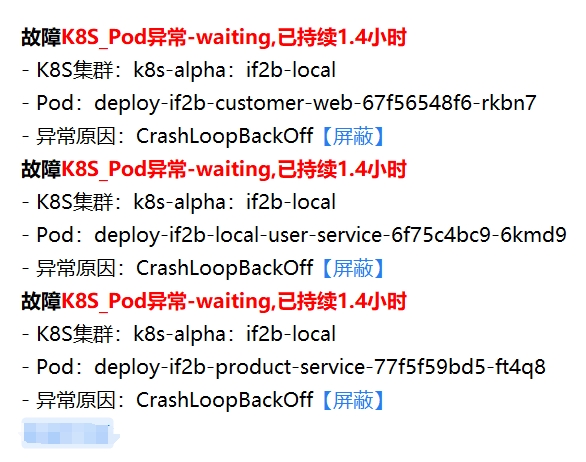 故障K8S_Pod异常-waiting,已持续1.4小时
- K8S集群：k8s-alpha：if2b-local
- Pod：deploy-if2b-customer-web-67f56548f6-rkbn7
- 异常原因：CrashLoopBackOff【屏蔽】
故障K8S_Pod异常-waiting,已持续1.4小时
- K8S集群：k8s-alpha：if2b-local
- Pod：deploy-if2b-local-user-service-6f75c4bc9-6kmd9
- 异常原因：CrashLoopBackOff【屏蔽】
故障K8S_Pod异常-waiting,已持续1.4小时
- K8S集群：k8s-alpha：if2b-local
- Pod：deploy-if2b-product-service-77f5f59bd5-ft4q8
- 异常原因：CrashLoopBackOff【屏蔽】